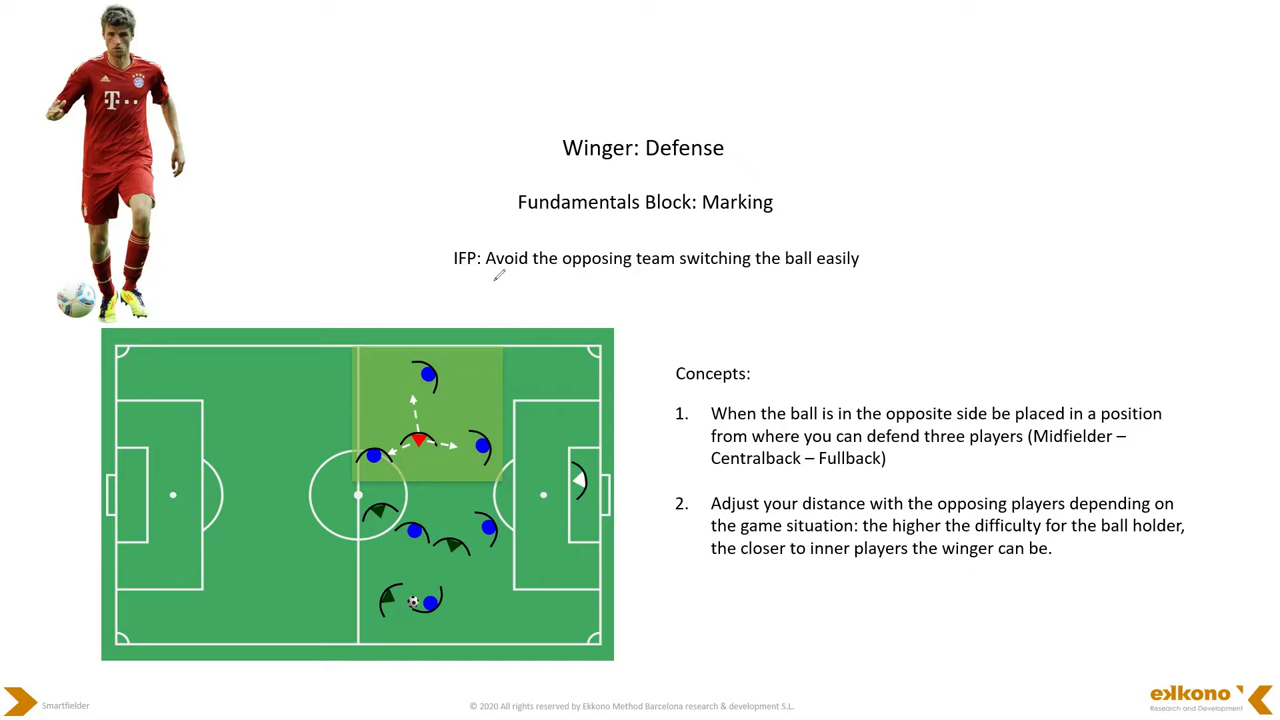 T
Winger: Defense
Fundamentals Block: Marking
IFP: Avoid the opposing team switching the ball easily
Concepts:
1. When the ball is in the opposite side be placed in a position
from where you can defend three players (Midfielder –
Centralback – Fullback)
2. Adjust your distance with the opposing players depending on
the game situation: the higher the difficulty for the ball holder,
the closer to inner players the winger can be.
Smartfielder
© 2020 All rights reserved by Ekkono Method Barcelona research & development S.L.
ekkono
Research and Development